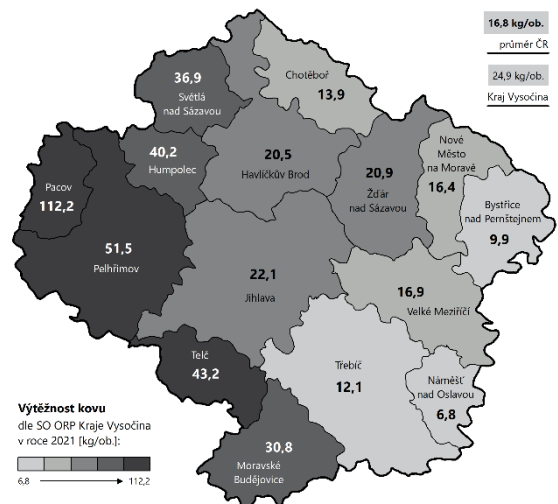 16,8 kg/ob.
průměr ČR
24,9 kg/ob.
Kraj Vysočina
36,9
Světlá
nad Sázavou
Chotěboř
13,9
40,2
Humpolec
20,5
Havlíčkův Brod
20,9
Žďár
nad Sázavou
Nové
Město
na Moravě
16,4
Bystřice
nad Pernštejnem
9,9
Pacov
112,2
51,5
Pelhřimov
22,1
Jihlava
16,9
Velké Meziříčí
Telč
43,2
Třebíč
12,1
Náměšť
nad Oslavou
6,8
30,8
Moravské
Budějovice
Výtěžnost kovu
dle SO ORP Kraje Vysočina
v roce 2021 [kg/ob.]:
6,8 112,2